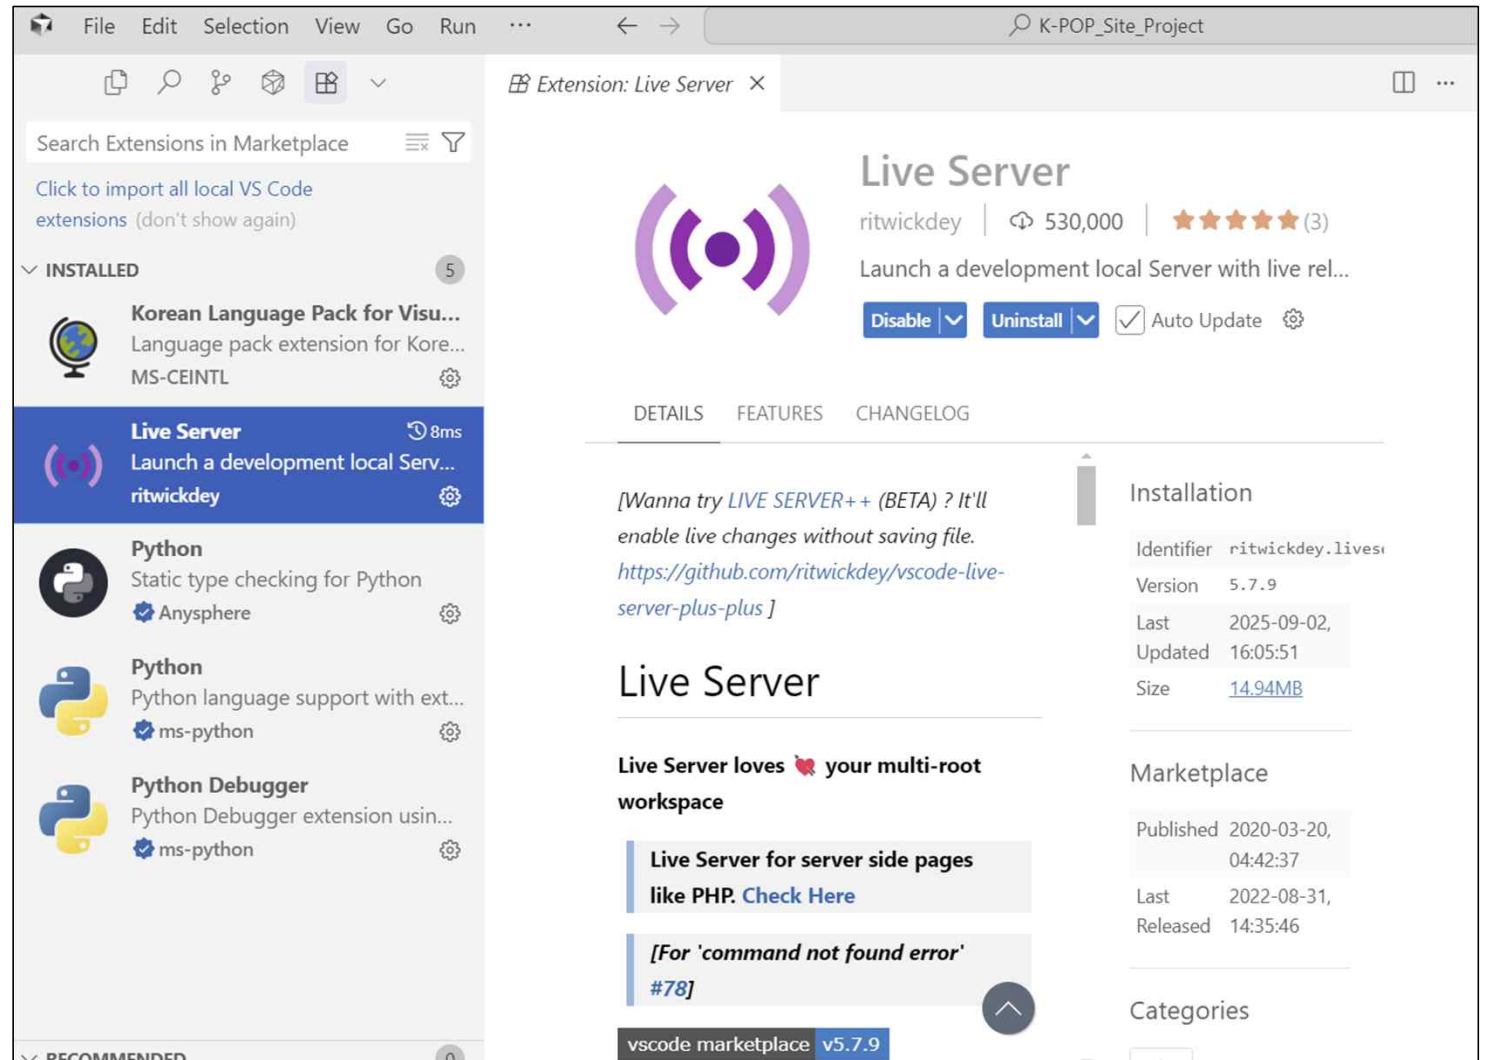 File Edit Selection View Go Run ···
K-POP_Site_Project
Search Extensions in Marketplace
Click to import all local VS Code
extensions (don't show again)
INSTALLED 5
Korean Language Pack for Visu...
Language pack extension for Kore...
MS-CEINTL
Live Server 8ms
Launch a development local Serv...
ritwickdey
Python
Static type checking for Python
Anysphere
Python
Python language support with ext...
ms-python
Python Debugger
Python Debugger extension usin...
ms-python
RECOMMENDED 0
Extension: Live Server
Live Server
ritwickdey 530,000 (3)
Launch a development local Server with live rel...
Disable Uninstall Auto Update
DETAILS FEATURES CHANGELOG
[Wanna try LIVE SERVER++ (BETA) ? It'll
enable live changes without saving file.
https://github.com/ritwickdey/vscode-live-
server-plus-plus ]
Live Server
Live Server loves 💘 your multi-root
workspace
Live Server for server side pages
like PHP. Check Here
[For 'command not found error'
#78]
vscode marketplace v5.7.9
Installation
Identifier ritwickdey.livese
Version 5.7.9
Last 2025-09-02,
Updated 16:05:51
Size 14.94MB
Marketplace
Published 2020-03-20,
04:42:37
Last 2022-08-31,
Released 14:35:46
Categories